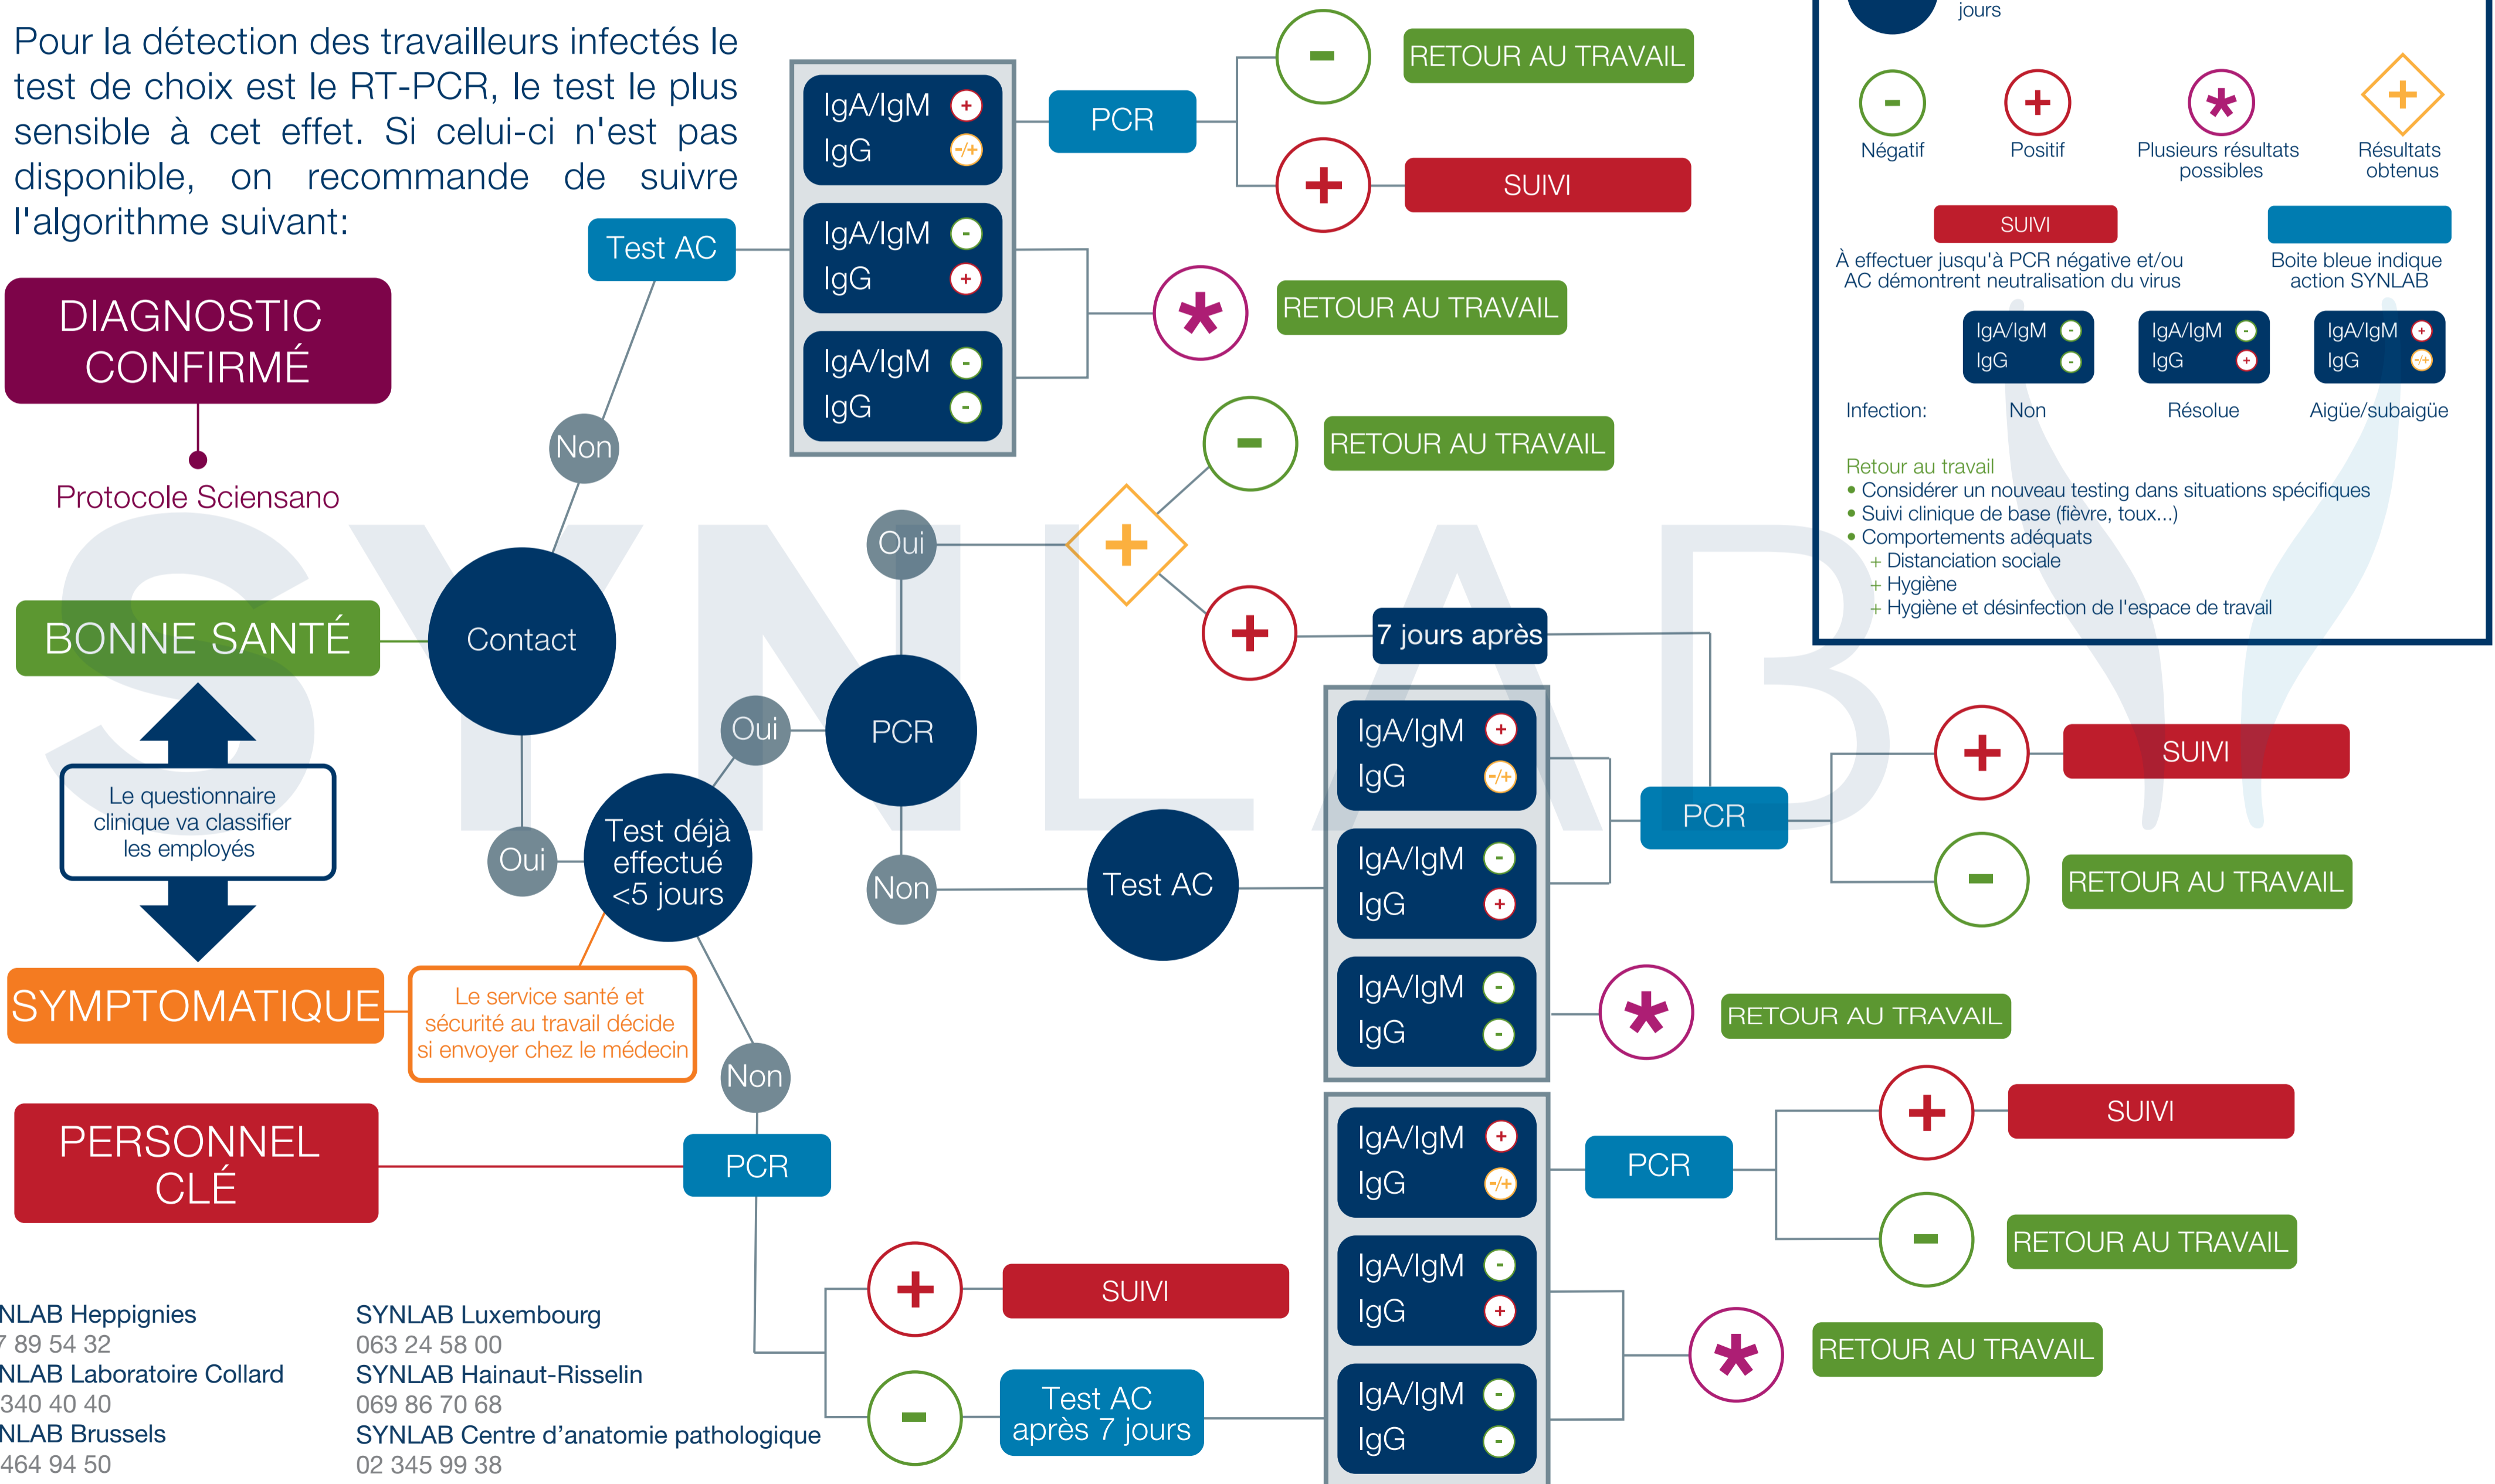 Pour la détection des travailleurs infectés le
test de choix est le RT-PCR, le test le plus
sensible à cet effet. Si celui-ci n'est pas
disponible, on recommande de suivre
l'algorithme suivant:
DIAGNOSTIC
CONFIRMÉ
Protocole Sciensano
BONNE SANTÉ
Le questionnaire
clinique va classifier
les employés
SYMPTOMATIQUE
Le service santé et
sécurité au travail décide
si envoyer chez le médecin
PERSONNEL
CLÉ
Contact
Non
Test AC
IgA/IgM +
IgG -/+
IgA/IgM -
IgG +
IgA/IgM -
IgG -
PCR
-
RETOUR AU TRAVAIL
+
SUIVI
*
RETOUR AU TRAVAIL
Oui
Test déjà
effectué
<5 jours
Oui
PCR
Oui
+
-
RETOUR AU TRAVAIL
+
7 jours après
Non
Test AC
IgA/IgM +
IgG -/+
IgA/IgM -
IgG +
IgA/IgM -
IgG -
PCR
+
SUIVI
-
RETOUR AU TRAVAIL
*
RETOUR AU TRAVAIL
Non
PCR
+
SUIVI
-
Test AC
après 7 jours
IgA/IgM +
IgG -/+
IgA/IgM -
IgG +
IgA/IgM -
IgG -
PCR
+
SUIVI
-
RETOUR AU TRAVAIL
*
RETOUR AU TRAVAIL
jours
-
Négatif
+
Positif
*
Plusieurs résultats
possibles
+
Résultats
obtenus
SUIVI
À effectuer jusqu'à PCR négative et/ou
AC démontrent neutralisation du virus
Boite bleue indique
action SYNLAB
IgA/IgM -
IgG -
IgA/IgM -
IgG +
IgA/IgM +
IgG -/+
Infection: Non Résolue Aigüe/subaigüe
Retour au travail
• Considérer un nouveau testing dans situations spécifiques
• Suivi clinique de base (fièvre, toux...)
• Comportements adéquats
+ Distanciation sociale
+ Hygiène
+ Hygiène et désinfection de l'espace de travail
SYNLAB
NLAB Heppignies
7 89 54 32
NLAB Laboratoire Collard
340 40 40
NLAB Brussels
464 94 50
SYNLAB Luxembourg
063 24 58 00
SYNLAB Hainaut-Risselin
069 86 70 68
SYNLAB Centre d'anatomie pathologique
02 345 99 38